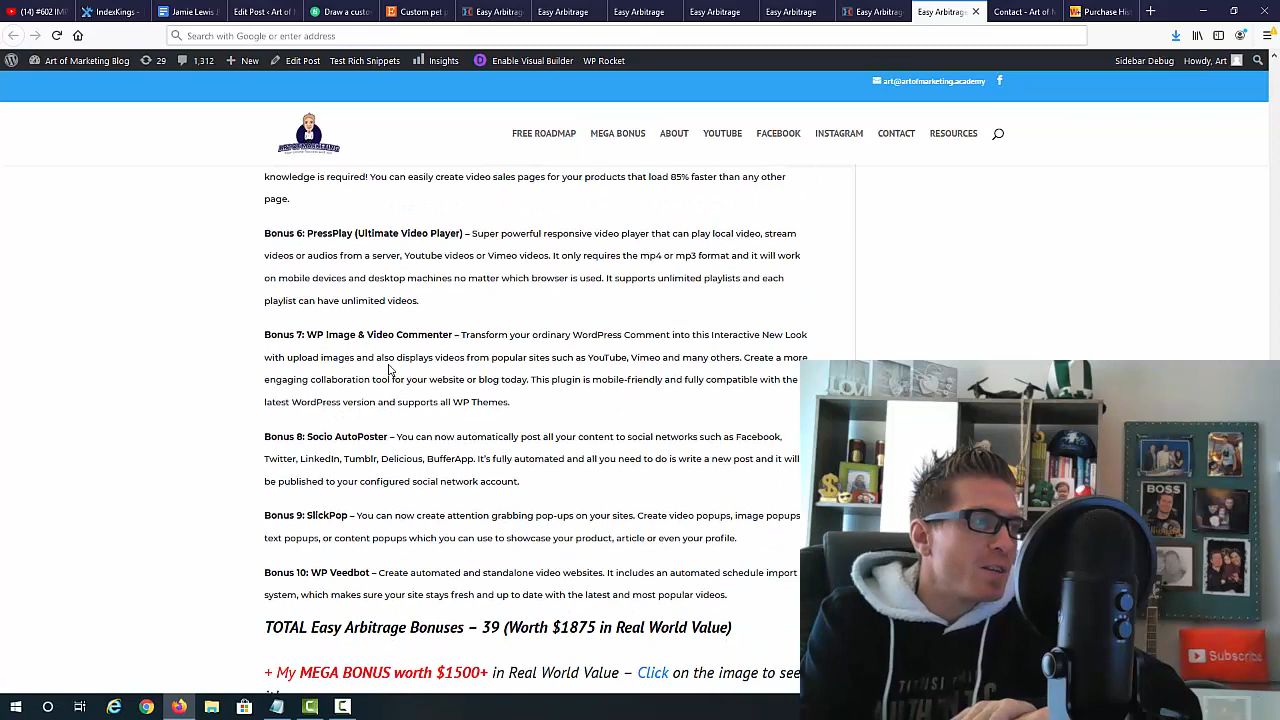 (14) #602 IM
IndexKings -
Jamie Lewis
Edit Post ‹ Art of
Draw a custo
Custom pet p
Easy Arbitrag
Easy Arbitrage
Easy Arbitrage
Easy Arbitrage
Easy Arbitrage
Easy Arbitrag
Easy Arbitrage
Contact - Art of M
Purchase Hist
Search with Google or enter address
Art of Marketing Blog
29
1,312
New
Edit Post
Test Rich Snippets
Insights
Enable Visual Builder
WP Rocket
Sidebar Debug
Howdy, Art
art@artofmarketing.academy
ART OF MARKETING
FREE ROADMAP
MEGA BONUS
ABOUT
YOUTUBE
FACEBOOK
INSTAGRAM
CONTACT
RESOURCES
knowledge is required! You can easily create video sales pages for your products that load 85% faster than any other
page.
Bonus 6: PressPlay (Ultimate Video Player) – Super powerful responsive video player that can play local video, stream
videos or audios from a server, Youtube videos or Vimeo videos. It only requires the mp4 or mp3 format and it will work
on mobile devices and desktop machines no matter which browser is used. It supports unlimited playlists and each
playlist can have unlimited videos.
Bonus 7: WP Image & Video Commenter – Transform your ordinary WordPress Comment into this Interactive New Look
with upload images and also displays videos from popular sites such as YouTube, Vimeo and many others. Create a more
engaging collaboration tool for your website or blog today. This plugin is mobile-friendly and fully compatible with the
latest WordPress version and supports all WP Themes.
Bonus 8: Socio AutoPoster – You can now automatically post all your content to social networks such as Facebook,
Twitter, LinkedIn, Tumblr, Delicious, BufferApp. It's fully automated and all you need to do is write a new post and it will
be published to your configured social network account.
Bonus 9: SlickPop – You can now create attention grabbing pop-ups on your sites. Create video popups, image popups
text popups, or content popups which you can use to showcase your product, article or even your profile.
Bonus 10: WP Veedbot – Create automated and standalone video websites. It includes an automated schedule import
system, which makes sure your site stays fresh and up to date with the latest and most popular videos.
TOTAL Easy Arbitrage Bonuses – 39 (Worth $1875 in Real World Value)
+ My MEGA BONUS worth $1500+ in Real World Value – Click on the image to see
BOSS
Subscribe